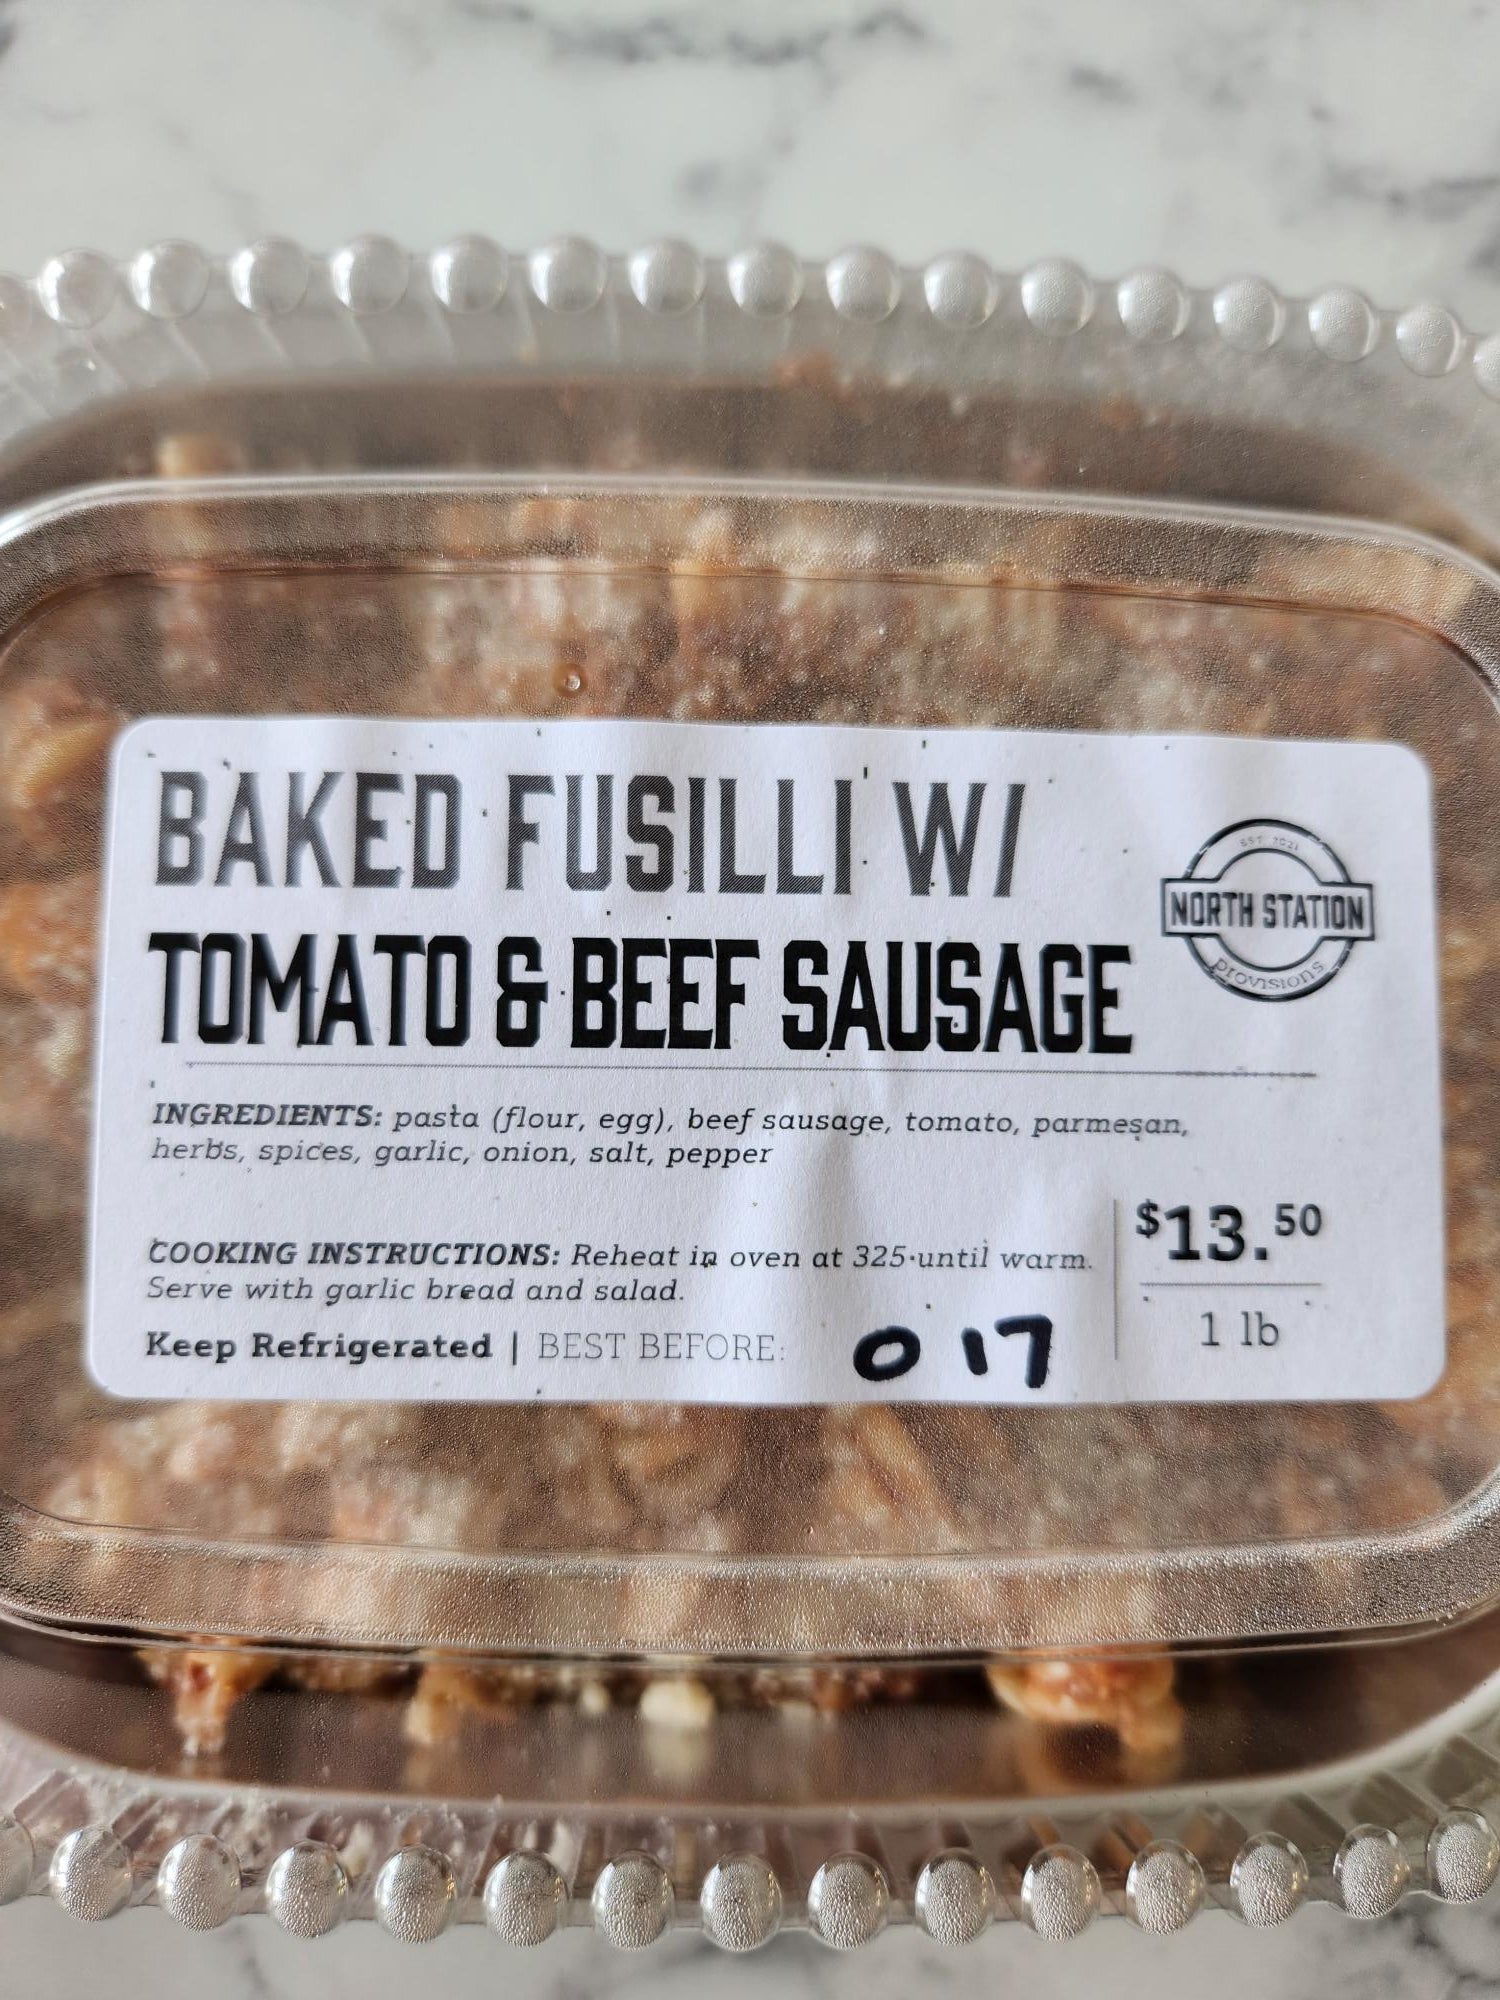 BAKED FUSILLI W/
TOMATO & BEEF SAUSAGE
EST. 2021
NORTH STATION
provisions
INGREDIENTS: pasta (flour, egg), beef sausage, tomato, parmesan,
herbs, spices, garlic, onion, salt, pepper
COOKING INSTRUCTIONS: Reheat in oven at 325 until warm.
Serve with garlic bread and salad.
Keep Refrigerated | BEST BEFORE: O 17
$13.50
1 lb